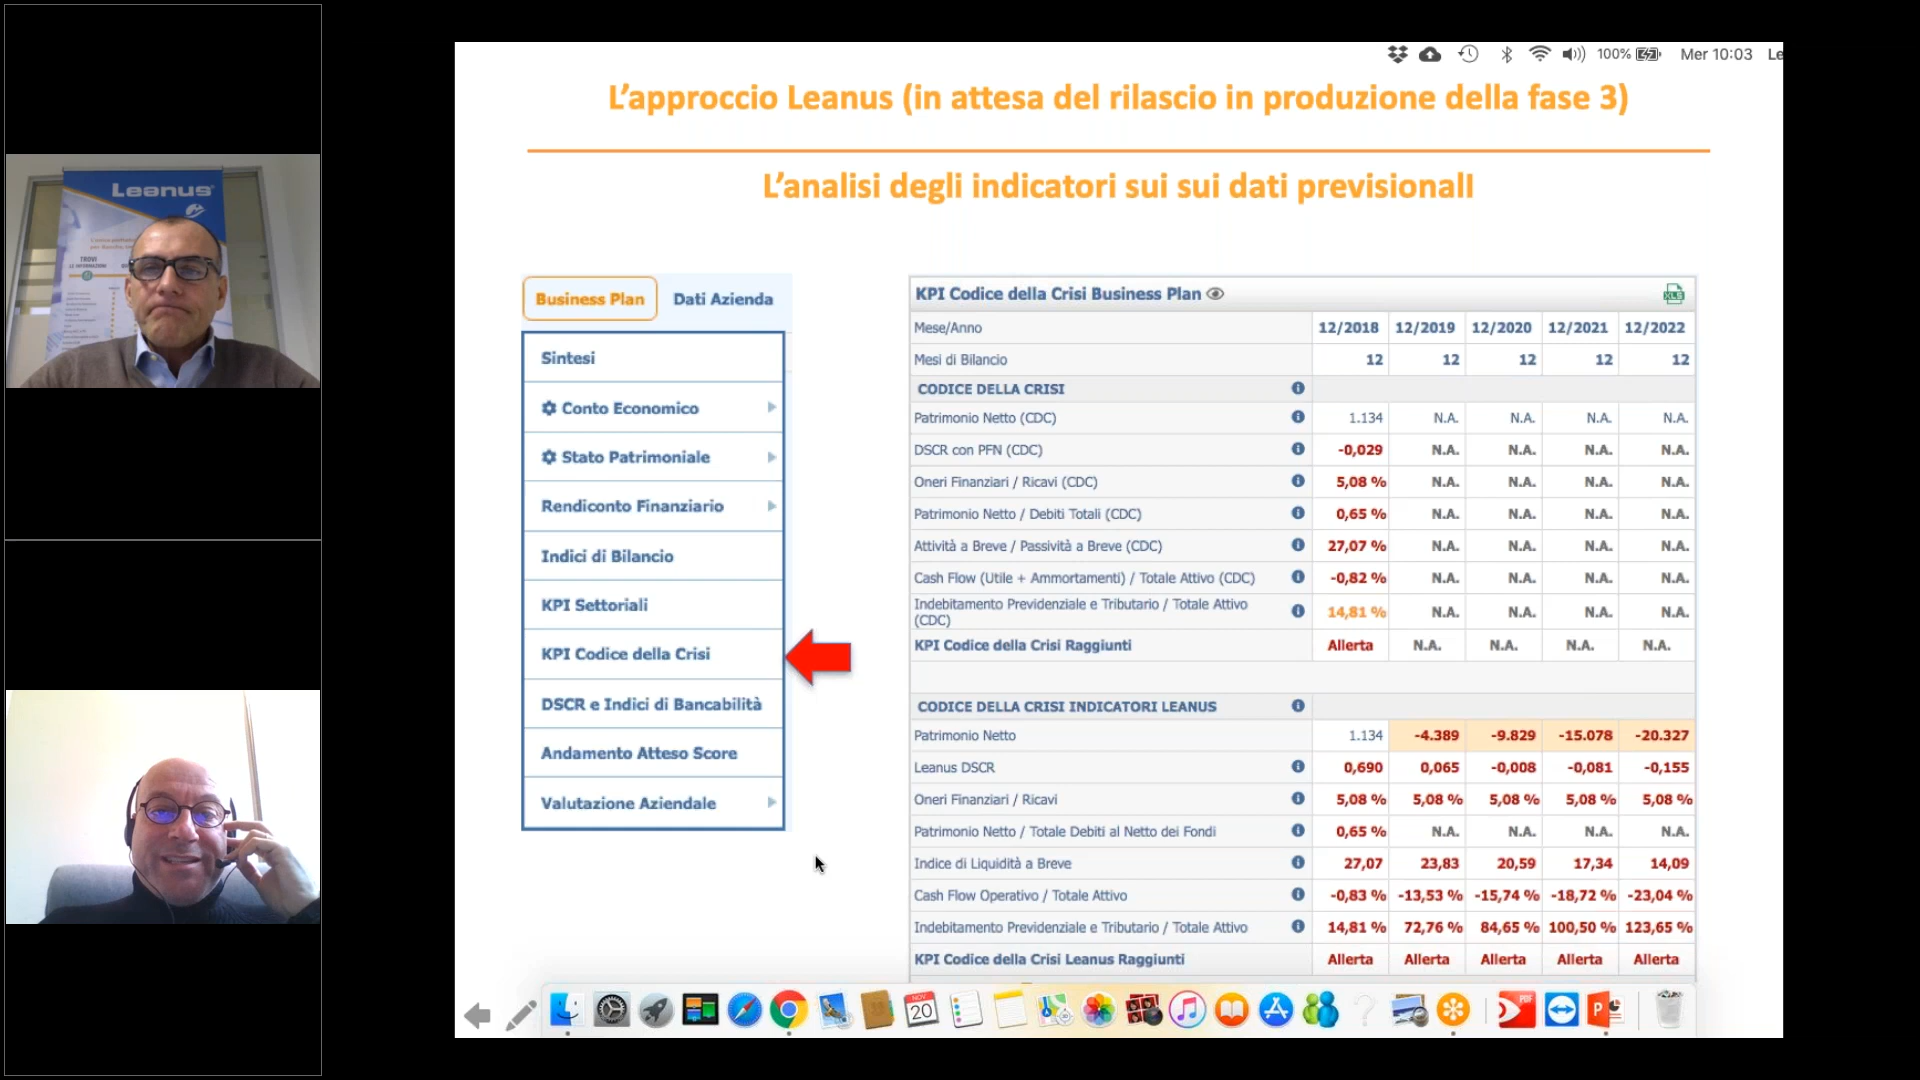 Leanus
TROVI
LE INFORMAZIONI
100%
Mer 10:03
Le
L'approccio Leanus (in attesa del rilascio in produzione della fase 3)
L'analisi degli indicatori sui sui dati previsionalI
Business Plan
Dati Azienda
Sintesi
Conto Economico
Stato Patrimoniale
Rendiconto Finanziario
Indici di Bilancio
KPI Settoriali
KPI Codice della Crisi
DSCR e Indici di Bancabilità
Andamento Atteso Score
Valutazione Aziendale
KPI Codice della Crisi Business Plan
XLS
Mese/Anno 12/2018 12/2019 12/2020 12/2021 12/2022
Mesi di Bilancio 12 12 12 12 12
CODICE DELLA CRISI
Patrimonio Netto (CDC) 1.134 N.A. N.A. N.A. N.A.
DSCR con PFN (CDC) -0,029 N.A. N.A. N.A. N.A.
Oneri Finanziari / Ricavi (CDC) 5,08 % N.A. N.A. N.A. N.A.
Patrimonio Netto / Debiti Totali (CDC) 0,65 % N.A. N.A. N.A. N.A.
Attività a Breve / Passività a Breve (CDC) 27,07 % N.A. N.A. N.A. N.A.
Cash Flow (Utile + Ammortamenti) / Totale Attivo (CDC) -0,82 % N.A. N.A. N.A. N.A.
Indebitamento Previdenziale e Tributario / Totale Attivo
(CDC) 14,81 % N.A. N.A. N.A. N.A.
KPI Codice della Crisi Raggiunti Allerta N.A. N.A. N.A. N.A.
CODICE DELLA CRISI INDICATORI LEANUS
Patrimonio Netto 1.134 -4.389 -9.829 -15.078 -20.327
Leanus DSCR 0,690 0,065 -0,008 -0,081 -0,155
Oneri Finanziari / Ricavi 5,08 % 5,08 % 5,08 % 5,08 % 5,08 %
Patrimonio Netto / Totale Debiti al Netto dei Fondi 0,65 % N.A. N.A. N.A. N.A.
Indice di Liquidità a Breve 27,07 23,83 20,59 17,34 14,09
Cash Flow Operativo / Totale Attivo -0,83 % -13,53 % -15,74 % -18,72 % -23,04 %
Indebitamento Previdenziale e Tributario / Totale Attivo 14,81 % 72,76 % 84,65 % 100,50 % 123,65 %
KPI Codice della Crisi Leanus Raggiunti Allerta Allerta Allerta Allerta Allerta
NOV
20
PDF
P